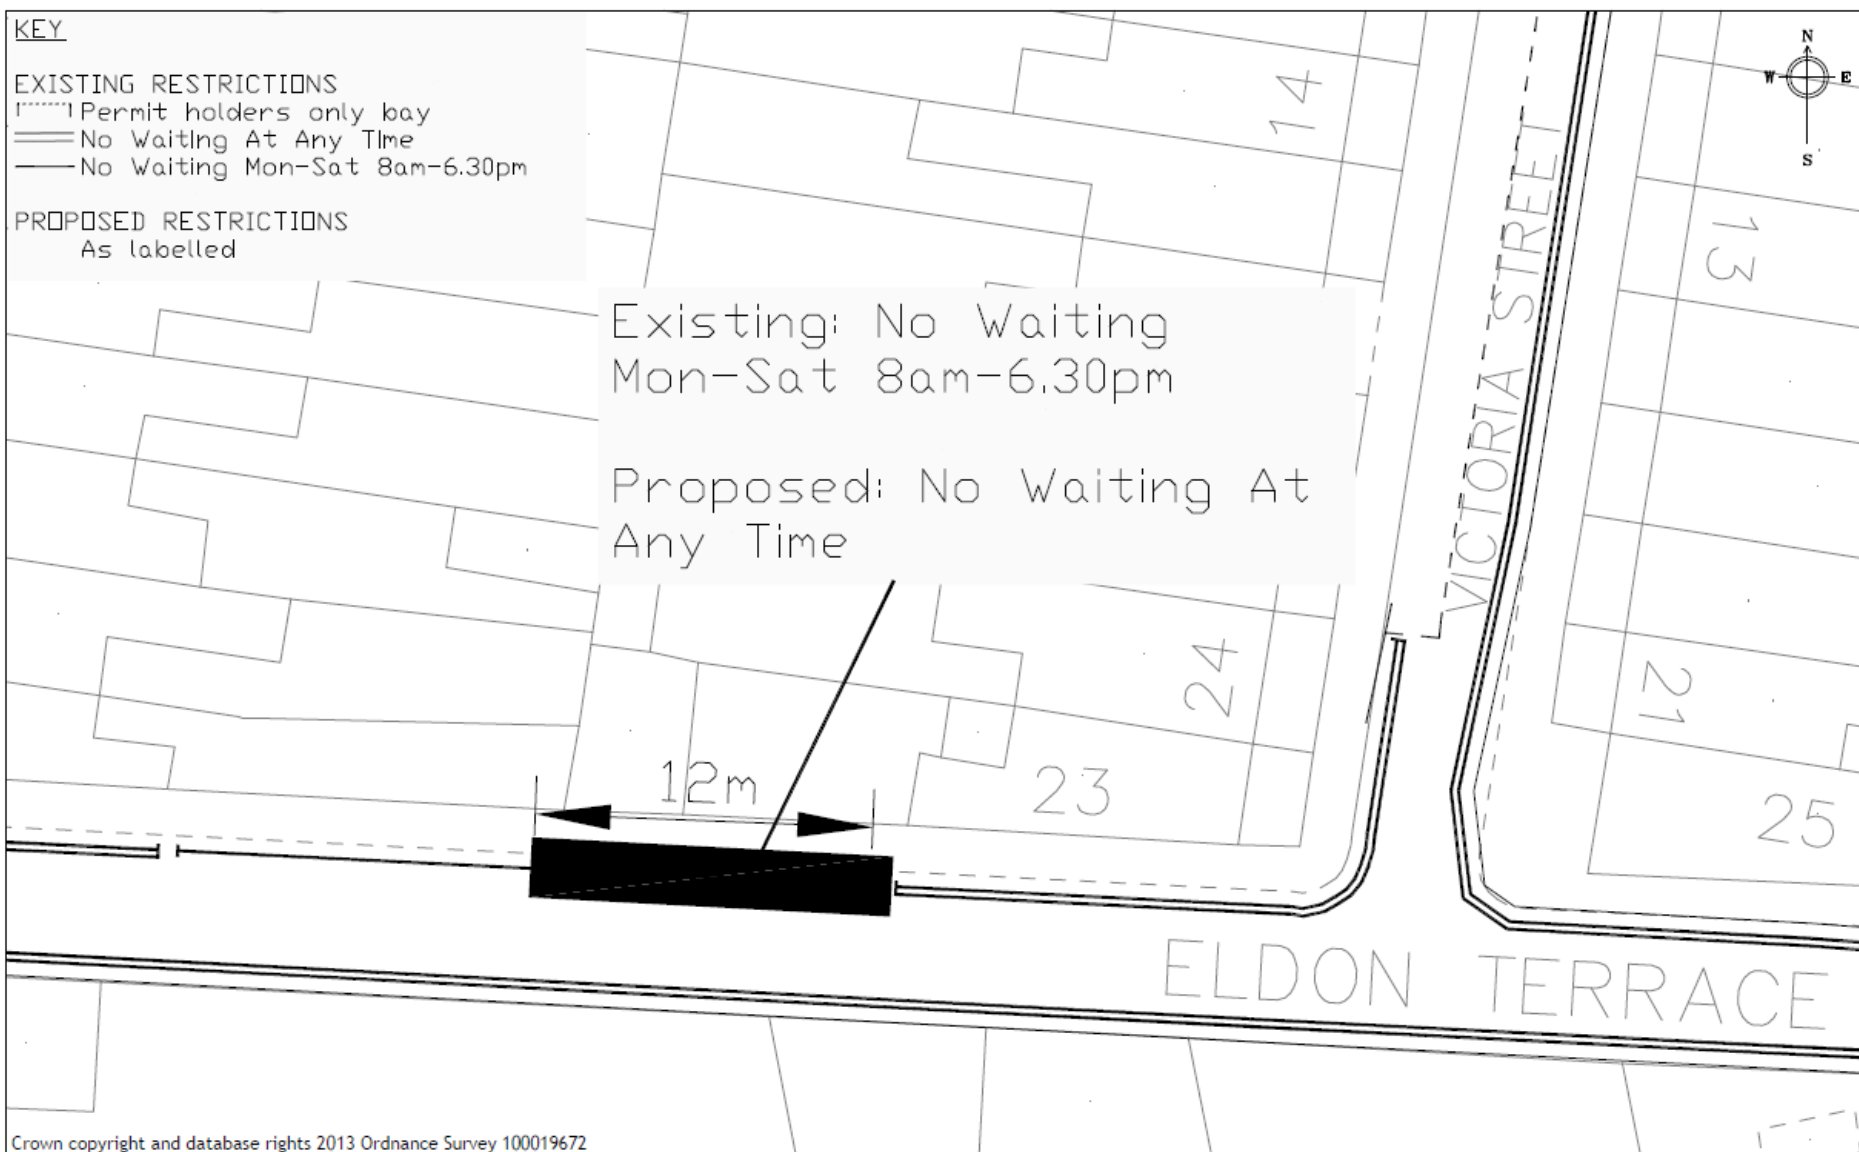 KEY
EXISTING RESTRICTIONS
Permit holders only bay
No Waiting At Any Time
No Waiting Mon-Sat 8am-6.30pm
PROPOSED RESTRICTIONS
As labelled
N
W E
S
14
VICTORIA STREET
13
Existing: No Waiting
Mon-Sat 8am-6.30pm
Proposed: No Waiting At
Any Time
24
21
12m
23
25
ELDON TERRACE
Crown copyright and database rights 2013 Ordnance Survey 100019672